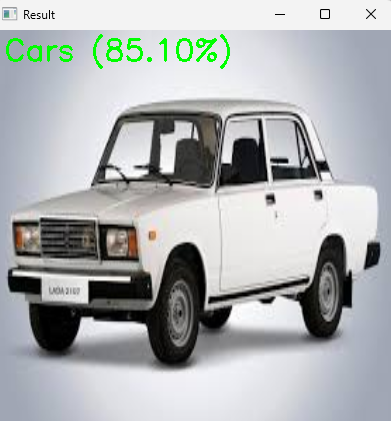 Result
Cars (85.10%)
LADA 2107